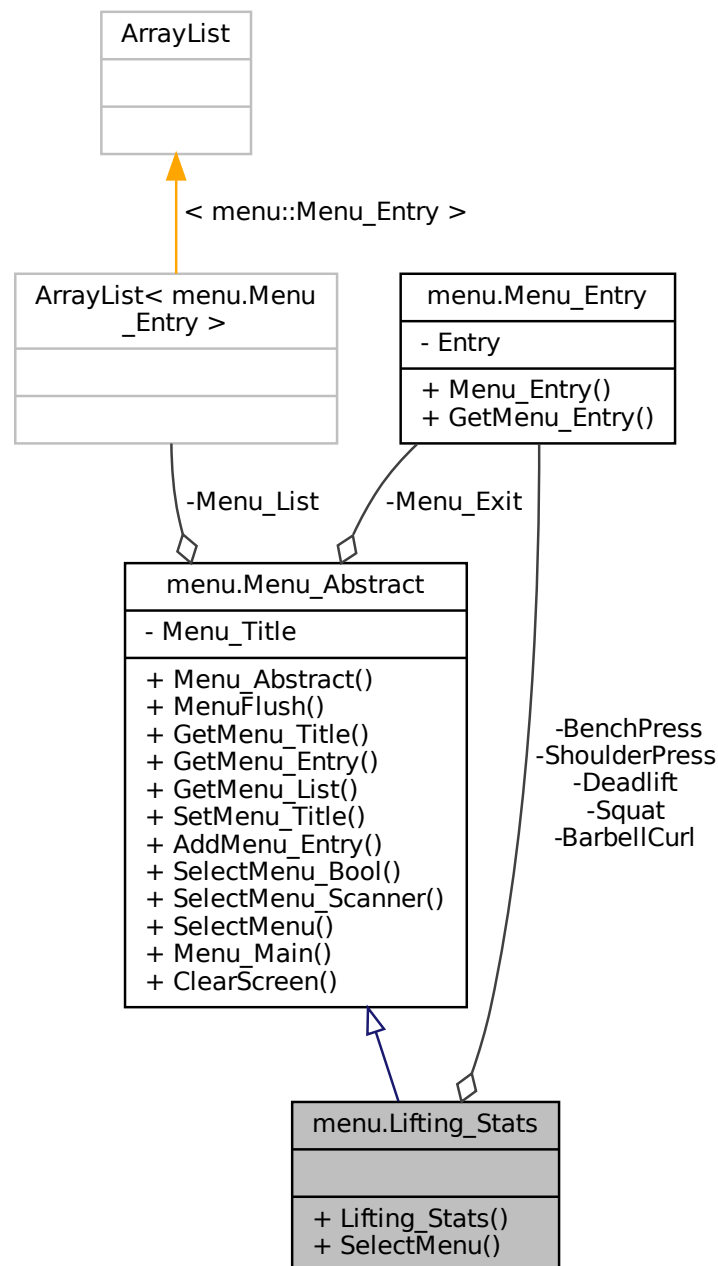 ArrayList
< menu::Menu_Entry >
ArrayList< menu.Menu
_Entry >
menu.Menu_Entry
- Entry
+ Menu_Entry()
+ GetMenu_Entry()
-Menu_List
-Menu_Exit
menu.Menu_Abstract
- Menu_Title
+ Menu_Abstract()
+ MenuFlush()
+ GetMenu_Title()
+ GetMenu_Entry()
+ GetMenu_List()
+ SetMenu_Title()
+ AddMenu_Entry()
+ SelectMenu_Bool()
+ SelectMenu_Scanner()
+ SelectMenu()
+ Menu_Main()
+ ClearScreen()
-BenchPress
-ShoulderPress
-Deadlift
-Squat
-BarbellCurl
menu.Lifting_Stats
+ Lifting_Stats()
+ SelectMenu()